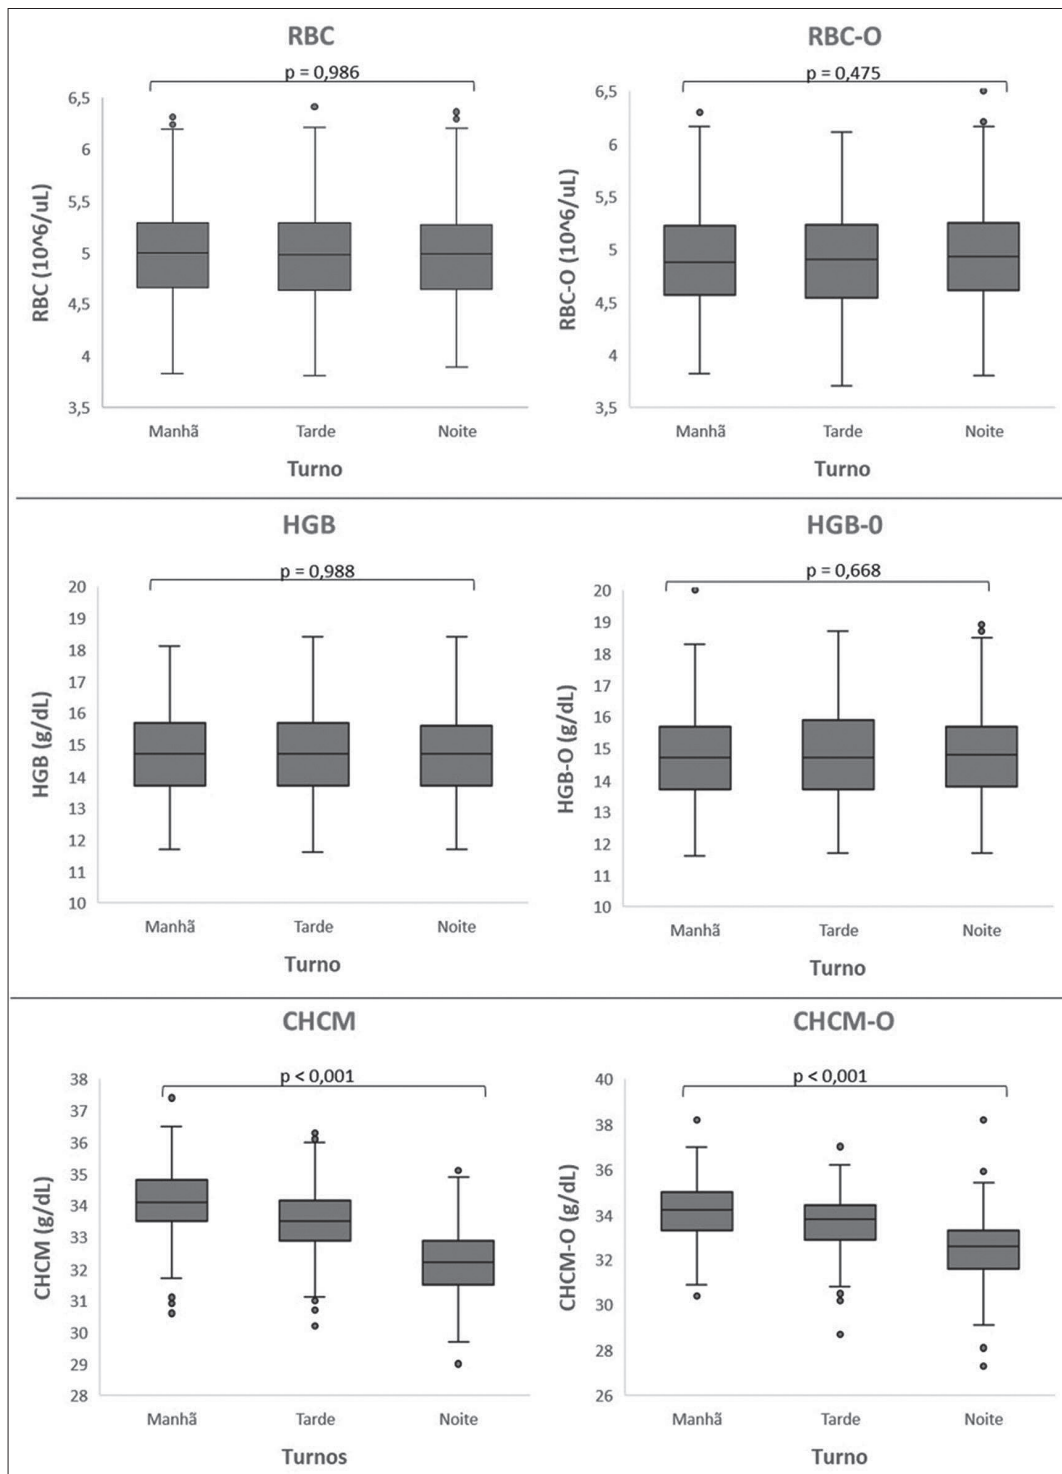 RBC
p = 0,986
RBC (10^6/uL)
6,5
6
5,5
5
4,5
4
3,5
Manhã Tarde Noite
Turno
RBC-O
p = 0,475
RBC-O (10^6/uL)
6,5
6
5,5
5
4,5
4
3,5
Manhã Tarde Noite
Turno
HGB
p = 0,988
HGB (g/dL)
20
19
18
17
16
15
14
13
12
11
10
Manhã Tarde Noite
Turno
HGB-0
p = 0,668
HGB-O (g/dL)
20
19
18
17
16
15
14
13
12
11
10
Manhã Tarde Noite
Turno
CHCM
p < 0,001
CHCM (g/dL)
38
37
36
35
34
33
32
31
30
29
28
Manhã Tarde Noite
Turnos
CHCM-O
p < 0,001
CHCM-O (g/dL)
40
38
36
34
32
30
28
26
Manhã Tarde Noite
Turno